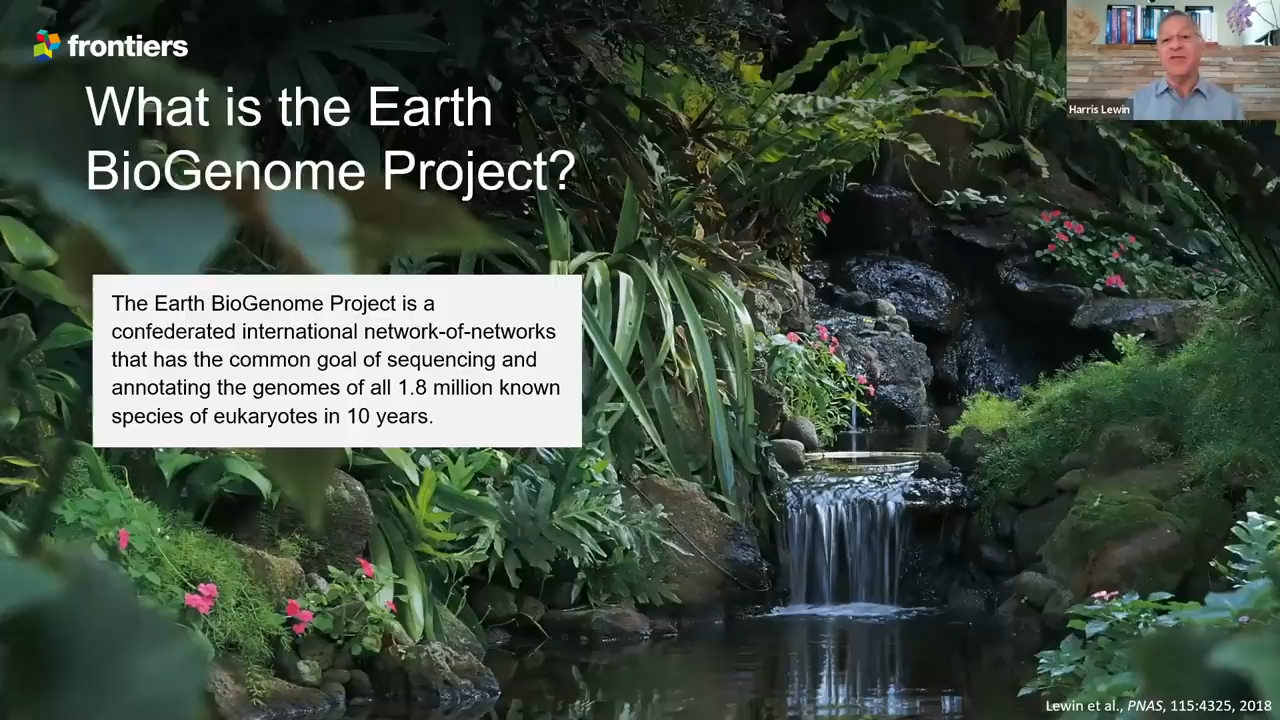 frontiers
Harris Lewin
What is the Earth
BioGenome Project?
The Earth BioGenome Project is a
confederated international network-of-networks
that has the common goal of sequencing and
annotating the genomes of all 1.8 million known
species of eukaryotes in 10 years.
Lewin et al., PNAS, 115:4325, 2018